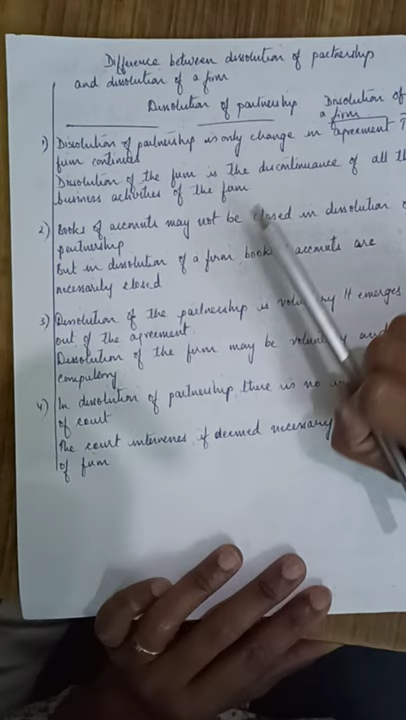 Difference between dissolution of partnership
and dissolution of a firm
Dissolution of partnership Dissolution of
a firm
1) Dissolution of partnership is only change in agreement
firm continues
Dissolution of the firm is the discontinuance of all
business activities of the firm
2) Books of accounts may not be closed in dissolution
partnership
But in dissolution of a firm book accounts are
necessarily closed
3) Dissolution of the partnership is It emerges
out of the agreement
Dissolution of the firm may be and
compulsory
4) In dissolution of partnership there is no
of court
The court intervenes if deemed necessary
of firm